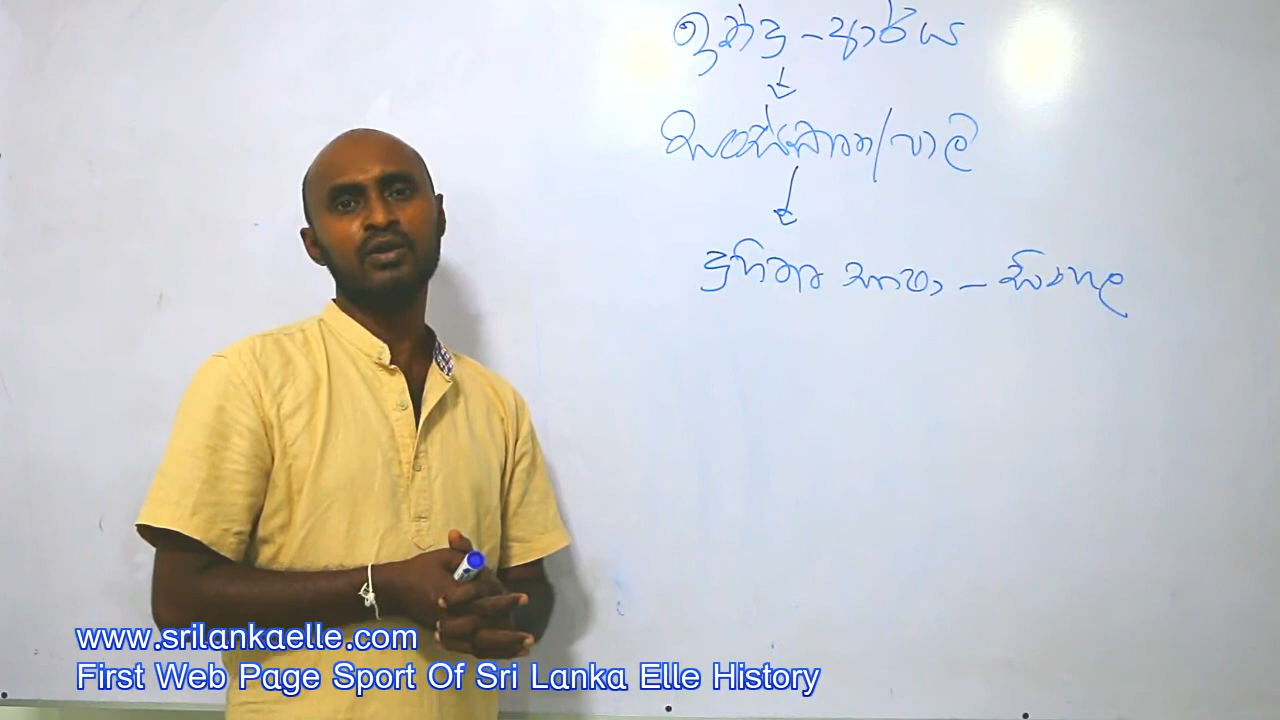 ඉන්දු - ආර්ය
සංස්කෘත/පාලි
දුහිතෘ භාෂා - සිංහල
www.srilankaelle.com
First Web Page Sport Of Sri Lanka Elle History